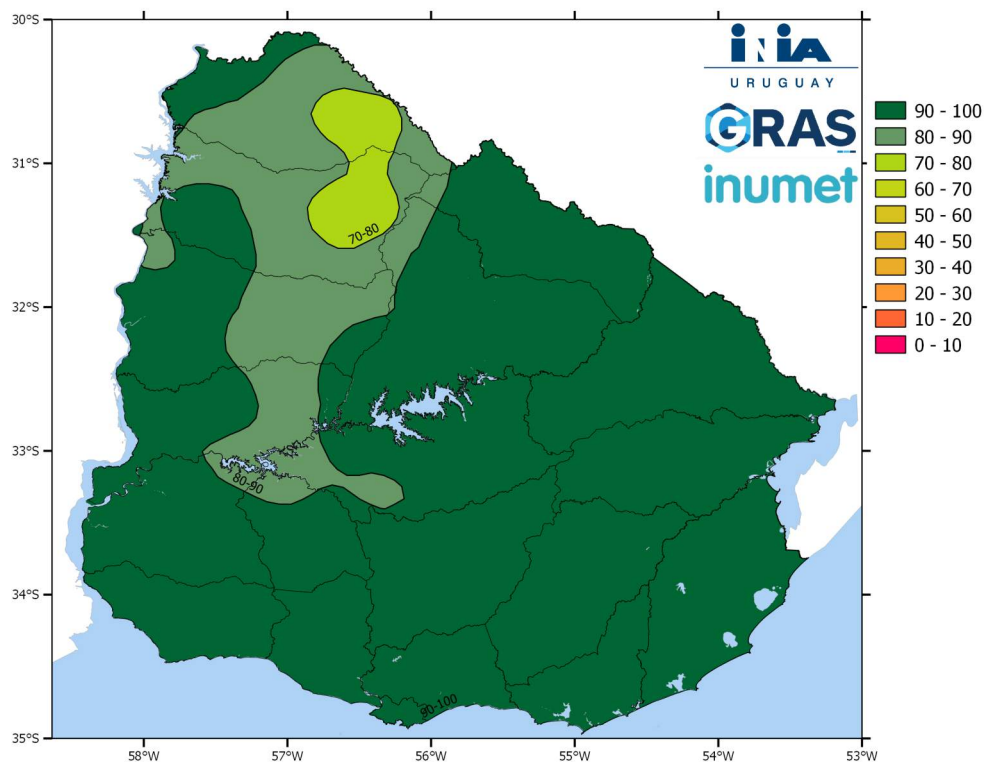 30°S
31°S
32°S
33°S
34°S
35°S
58°W
57°W
56°W
55°W
54°W
53°W
70-80
80-90
90-100
iNiA
URUGUAY
GRAS
inumet
90 - 100
80 - 90
70 - 80
60 - 70
50 - 60
40 - 50
30 - 40
20 - 30
10 - 20
0 - 10